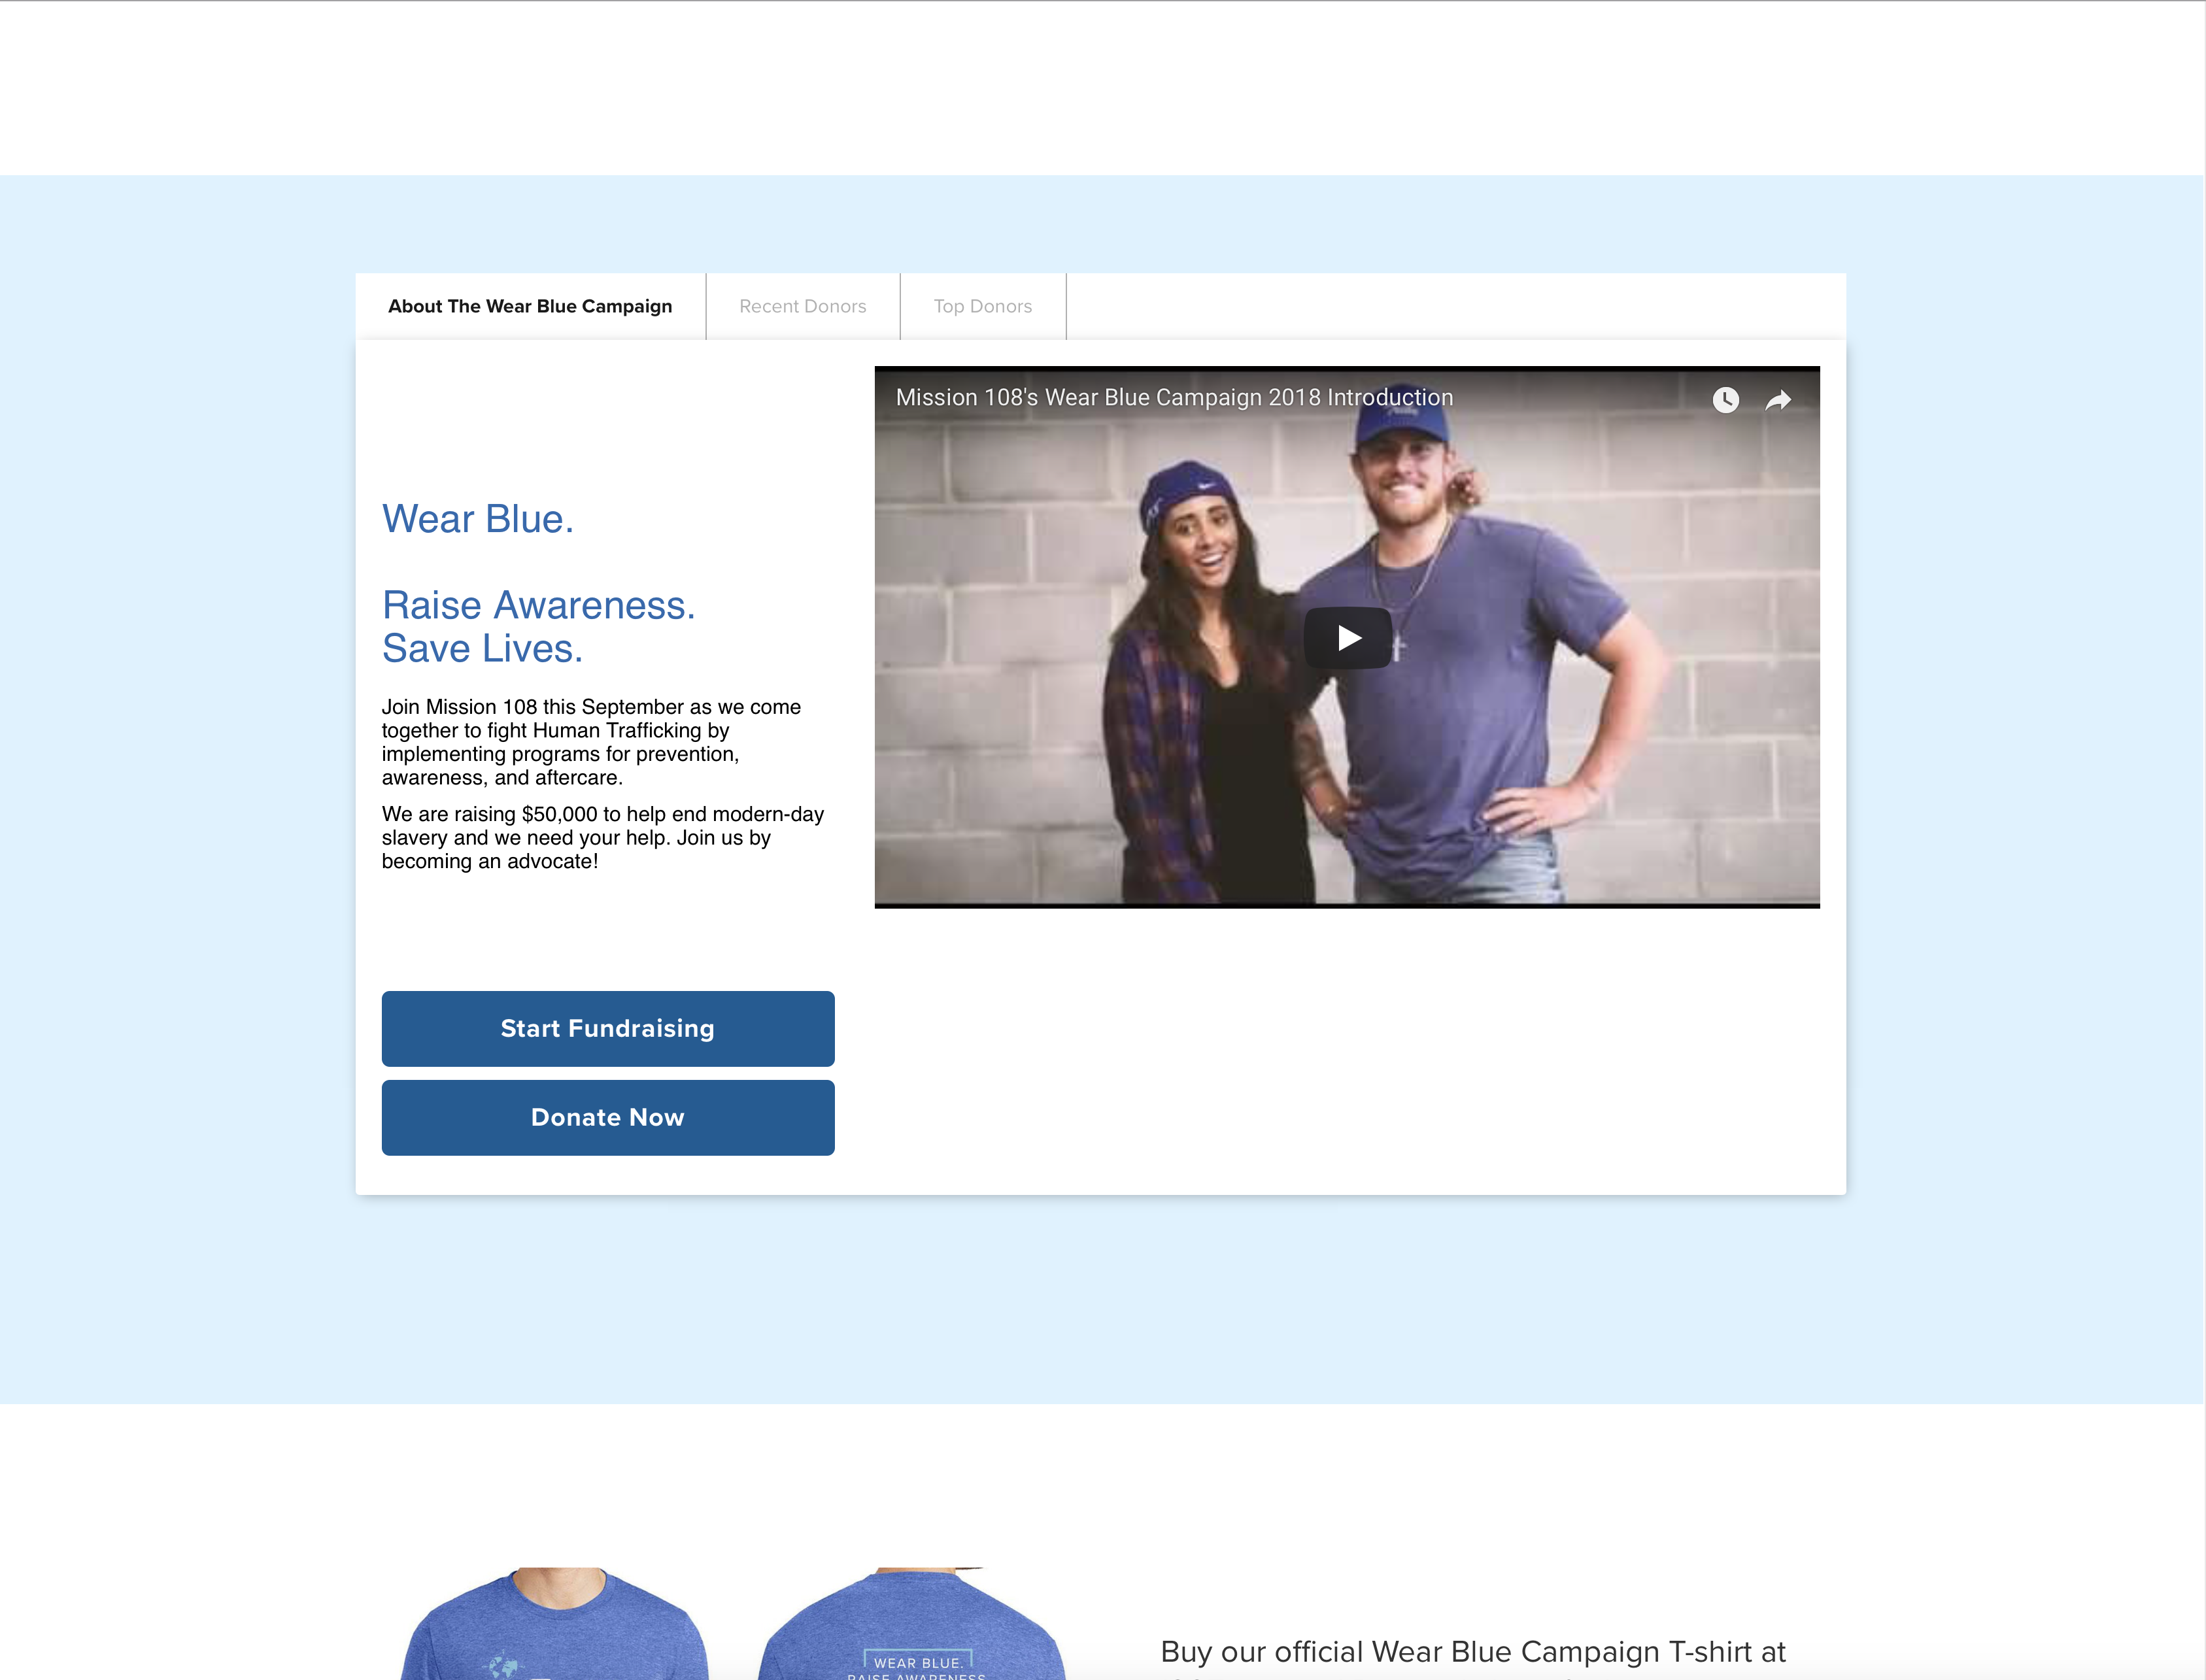 About The Wear Blue Campaign
Recent Donors
Top Donors
Mission 108's Wear Blue Campaign 2018 Introduction
Wear Blue.
Raise Awareness.
Save Lives.
Join Mission 108 this September as we come
together to fight Human Trafficking by
implementing programs for prevention,
awareness, and aftercare.
We are raising $50,000 to help end modern-day
slavery and we need your help. Join us by
becoming an advocate!
Start Fundraising
Donate Now
WEAR BLUE.
RAISE AWARENESS
Buy our official Wear Blue Campaign T-shirt at